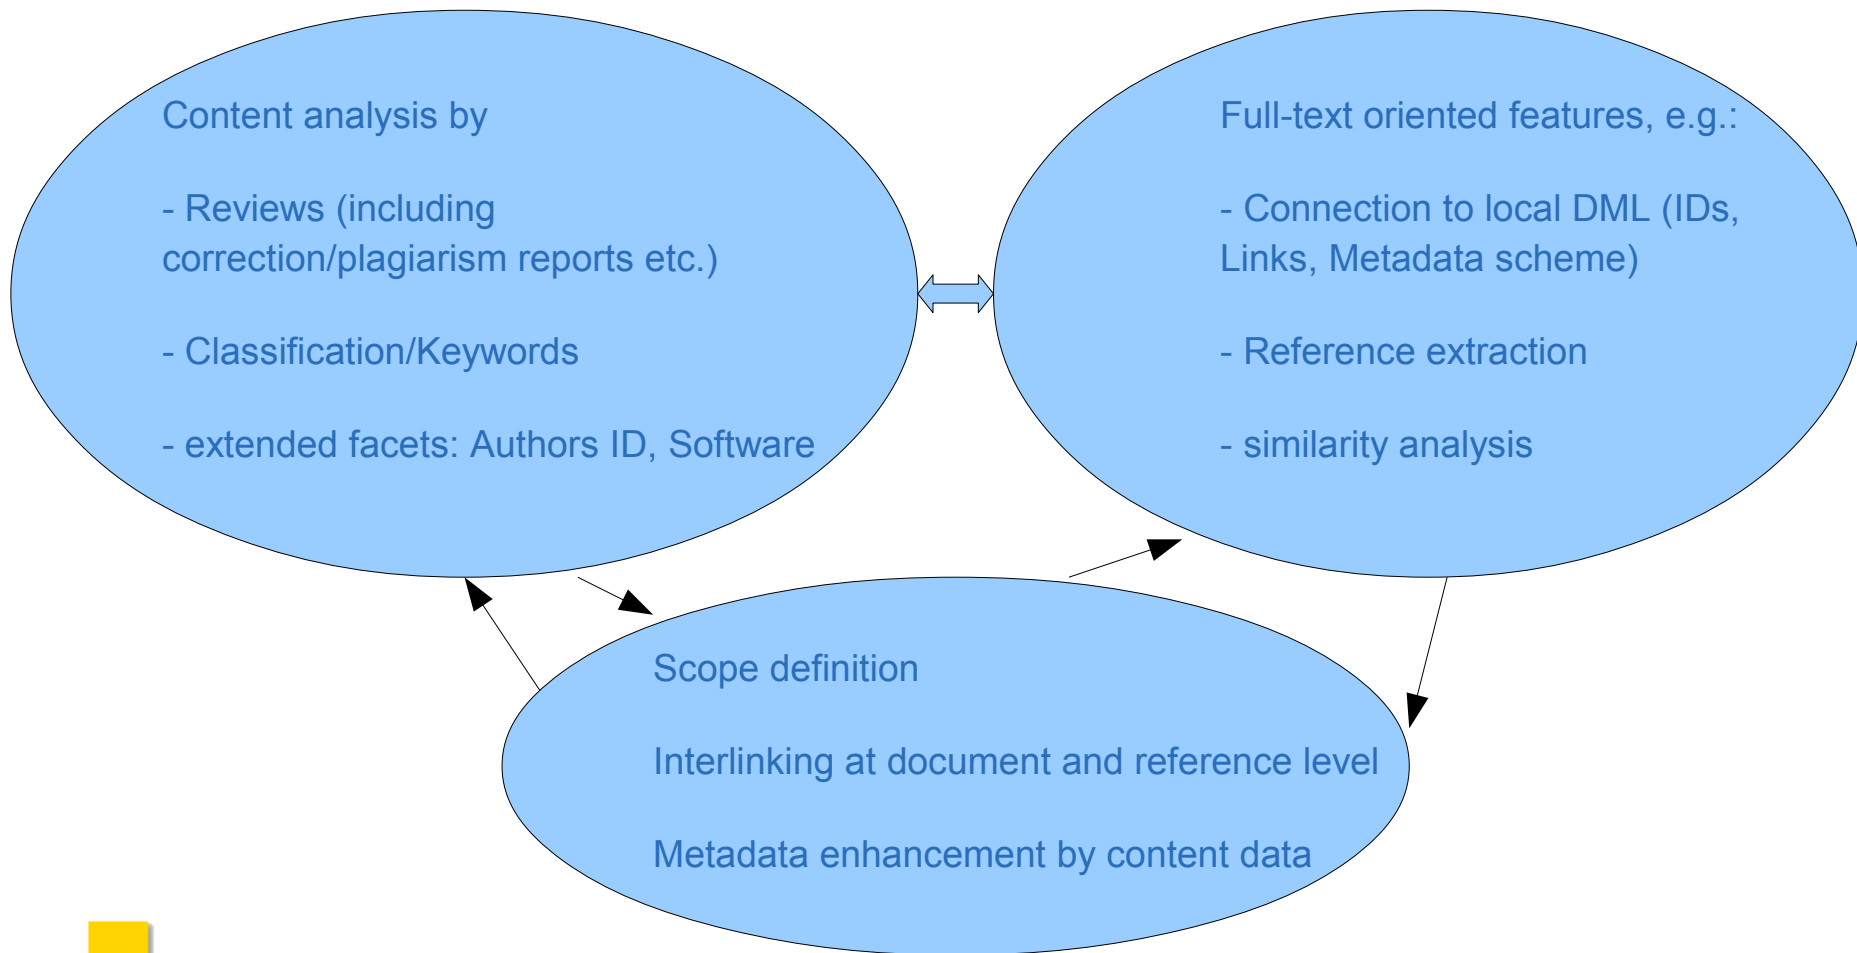 Content analysis by
- Reviews (including
correction/plagiarism reports etc.)
- Classification/Keywords
- extended facets: Authors ID, Software
Full-text oriented features, e.g.:
- Connection to local DML (IDs,
Links, Metadata scheme)
- Reference extraction
- similarity analysis
Scope definition
Interlinking at document and reference level
Metadata enhancement by content data